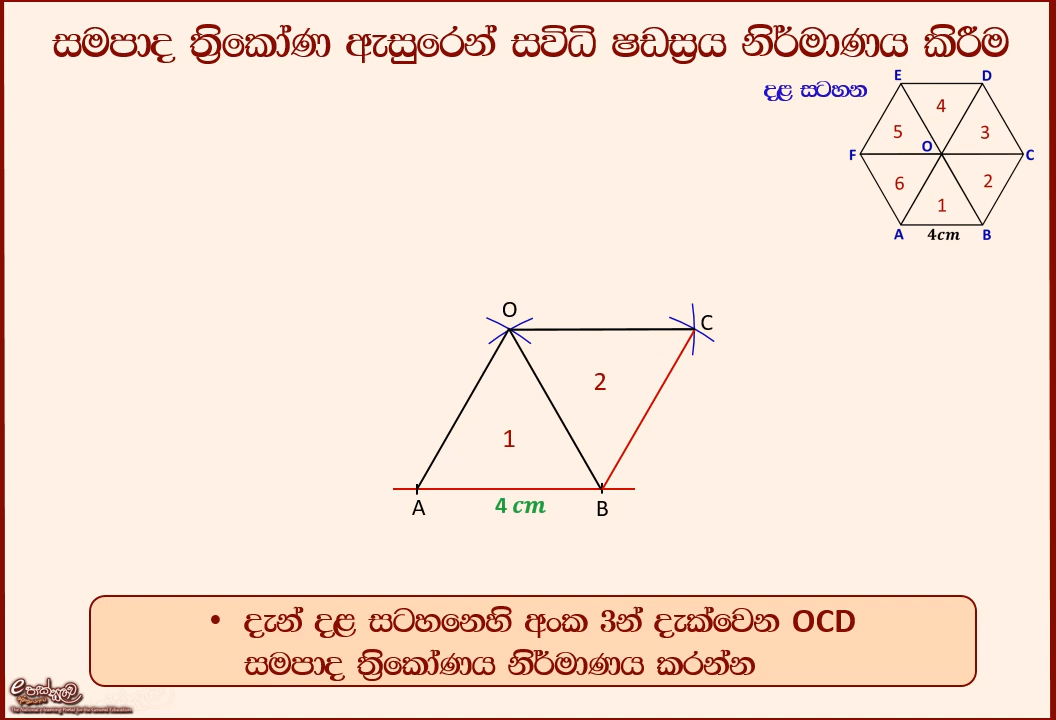 සමපාද ත්‍රිකෝණ ඇසුරෙන් සවිධි ෂඩස්‍රය නිර්මාණය කිරීම
දළ සටහන
E D
4
5 3
F O C
6 2
1
A 4cm B
O C
2
1
A 4 cm B
• දැන් දළ සටහනෙහි අංක 3න් දැක්වෙන OCD
සමපාද ත්‍රිකෝණය නිර්මාණය කරන්න